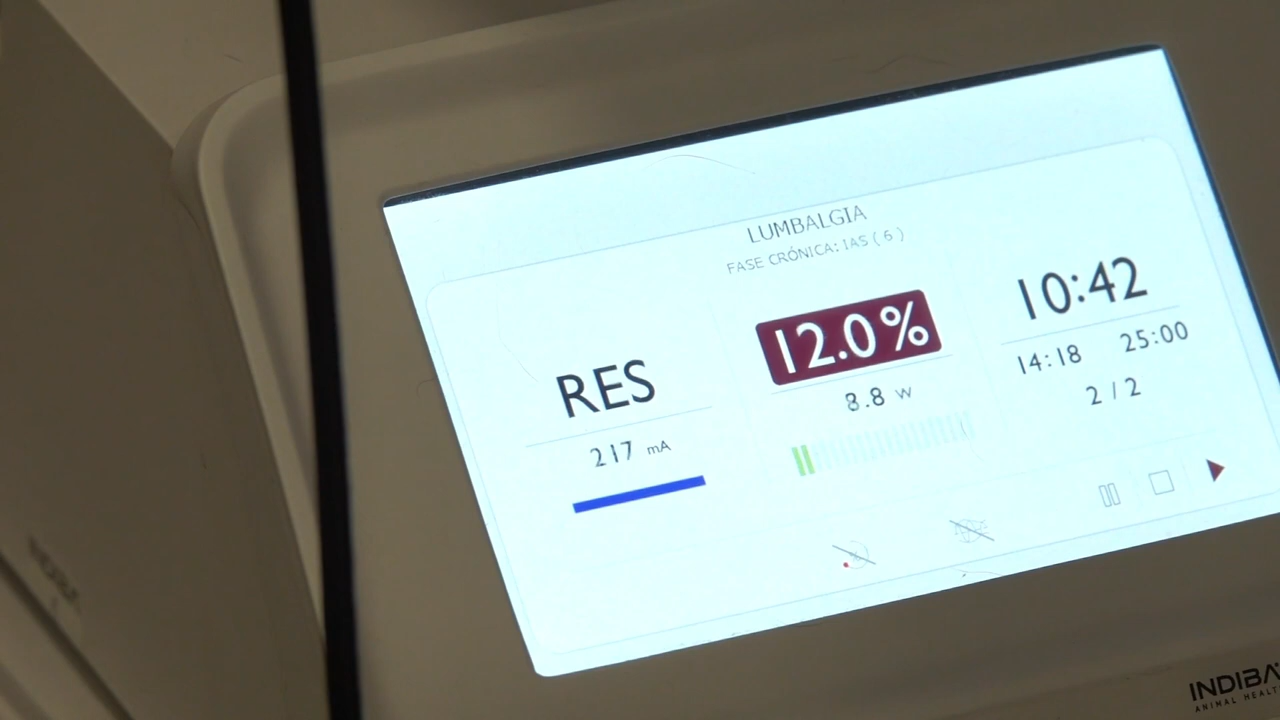 LUMBALGIA
FASE CRÓNICA: IAS ( 6 )
RES
217 mA
12.0%
8.8 W
10:42
14:18 25:00
2 / 2
INDIBA
ANIMAL HEALT